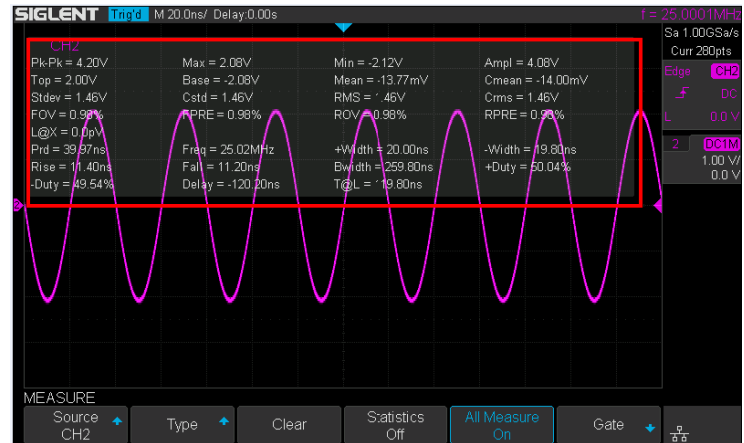 SIGLENT Trig'd M 20.0ns/ Delay:0.00s f = 25.0001MHz
Sa 1.00GSa/s
Curr 280pts
CH2
Pk-Pk = 4.20V Max = 2.08V Min = -2.12V Ampl = 4.08V
Top = 2.00V Base = -2.08V Mean = -13.77mV Cmean = -14.00mV
Stdev = 1.46V Cstd = 1.46V RMS = 1.46V Crms = 1.46V
FOV = 0.98% FPRE = 0.98% ROV = 0.98% RPRE = 0.98%
L@X = 0.0pV
Prd = 39.97ns Freq = 25.02MHz +Width = 20.00ns -Width = 19.80ns
Rise = 11.40ns Fall = 11.20ns Bwidth = 259.80ns +Duty = 50.04%
-Duty = 49.54% Delay = -120.20ns T@L = 119.80ns
Edge CH2
DC
L 0.0 V
2 DC1M
1.00 V/
0.0 V
2
MEASURE
Source CH2
Type
Clear
Statistics Off
All Measure On
Gate